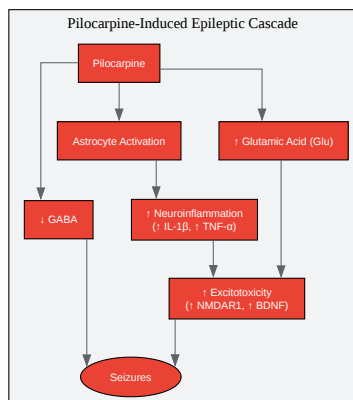 Pilocarpine-Induced Epileptic Cascade
Pilocarpine
Astrocyte Activation
↑ Glutamic Acid (Glu)
↓ GABA
↑ Neuroinflammation
(↑ IL-1β, ↑ TNF-α)
↑ Excitotoxicity
(↑ NMDAR1, ↑ BDNF)
Seizures